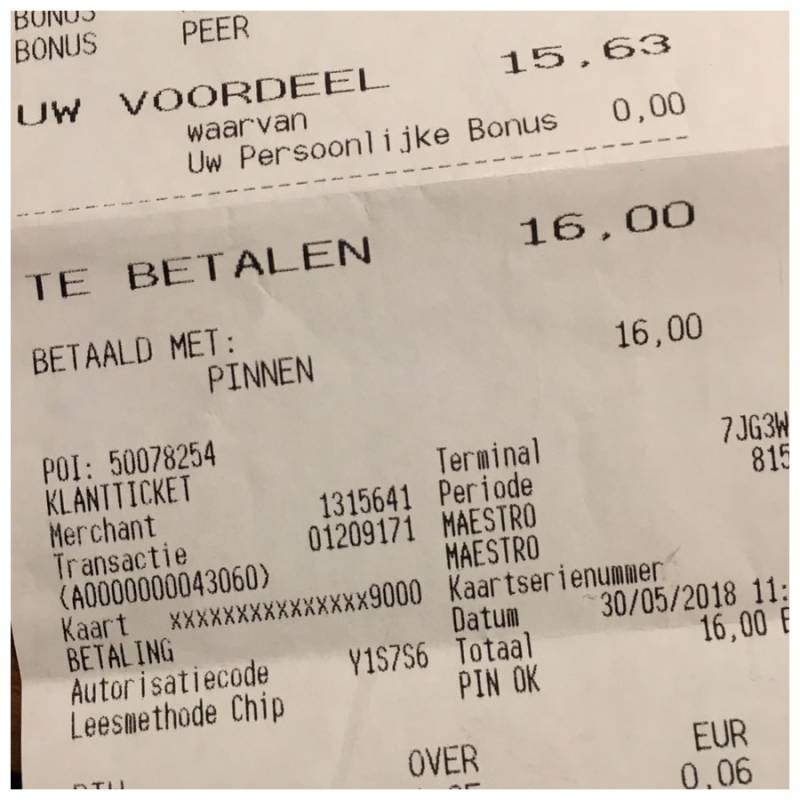 BONUS
BONUS PEER
UW VOORDEEL 15,63
waarvan
Uw Persoonlijke Bonus 0,00
TE BETALEN 16,00
BETAALD MET:
PINNEN 16,00
POI: 50078254
KLANTTICKET
Terminal 7JG3W
Merchant 1315641 Periode 815
Transactie 01209171 MAESTRO
(A0000000043060) MAESTRO
Kaart xxxxxxxxxxxxxxx9000 Kaartserienummer
BETALING Datum 30/05/2018 11:
Autorisatiecode Y1S7S6 Totaal 16,00 E
Leesmethode Chip PIN OK
OVER EUR
0,06